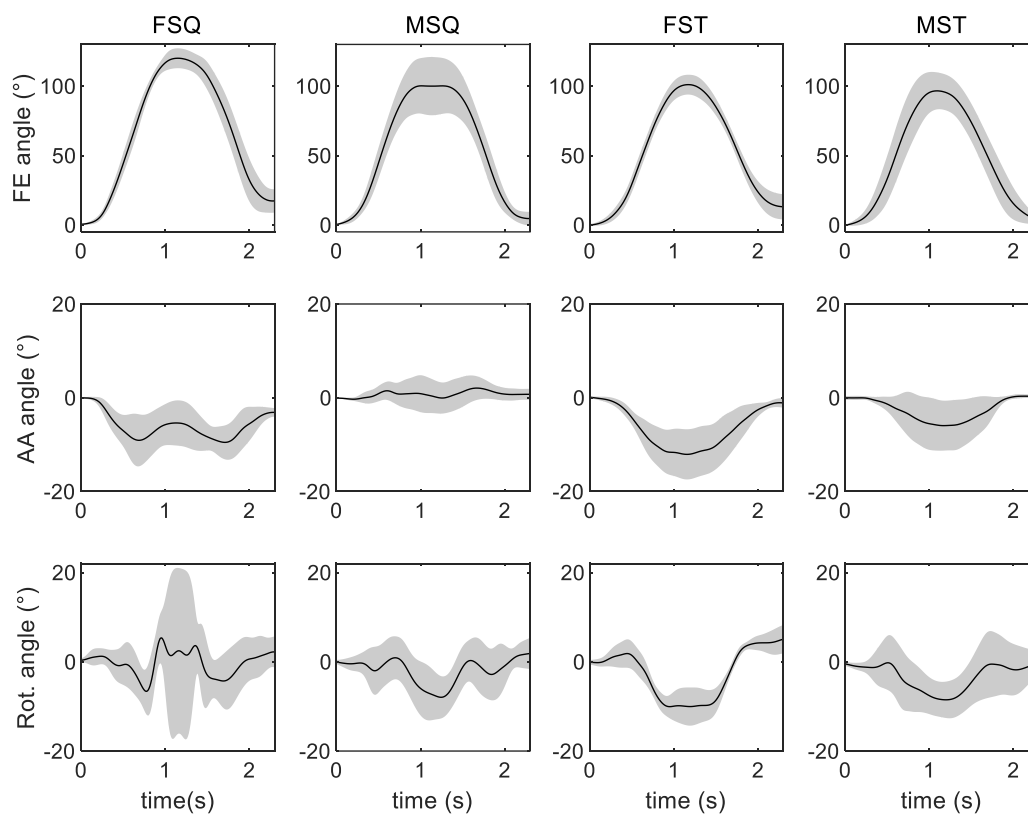 FSQ MSQ FST MST
FE angle (°)
100 100 100 100
50 50 50 50
0 0 0 0
0 1 2 0 1 2 0 1 2 0 1 2
AA angle (°)
20 20 20 20
0 0 0 0
-20 -20 -20 -20
0 1 2 0 1 2 0 1 2 0 1 2
Rot. angle (°)
20 20 20 20
0 0 0 0
-20 -20 -20 -20
0 1 2 0 1 2 0 1 2 0 1 2
time(s) time (s) time (s) time (s)